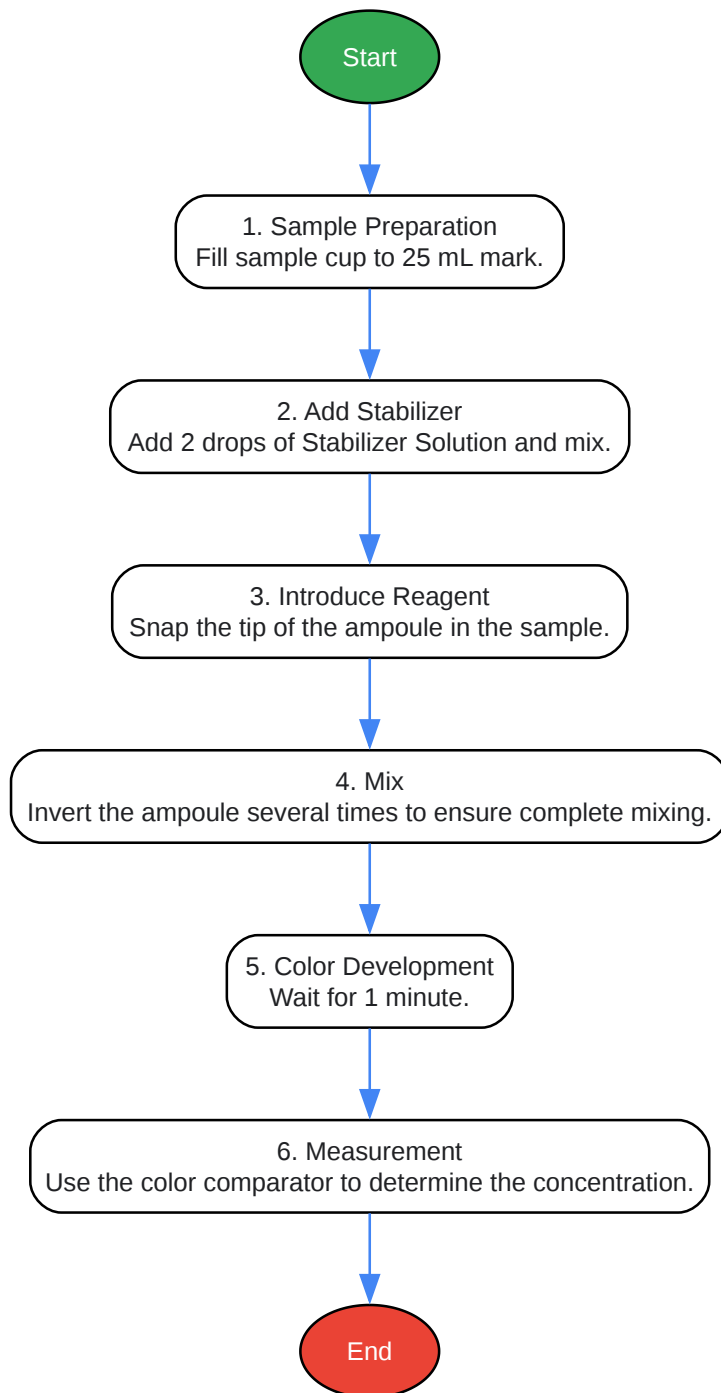 Start
1. Sample Preparation
Fill sample cup to 25 mL mark.
2. Add Stabilizer
Add 2 drops of Stabilizer Solution and mix.
3. Introduce Reagent
Snap the tip of the ampoule in the sample.
4. Mix
Invert the ampoule several times to ensure complete mixing.
5. Color Development
Wait for 1 minute.
6. Measurement
Use the color comparator to determine the concentration.
End